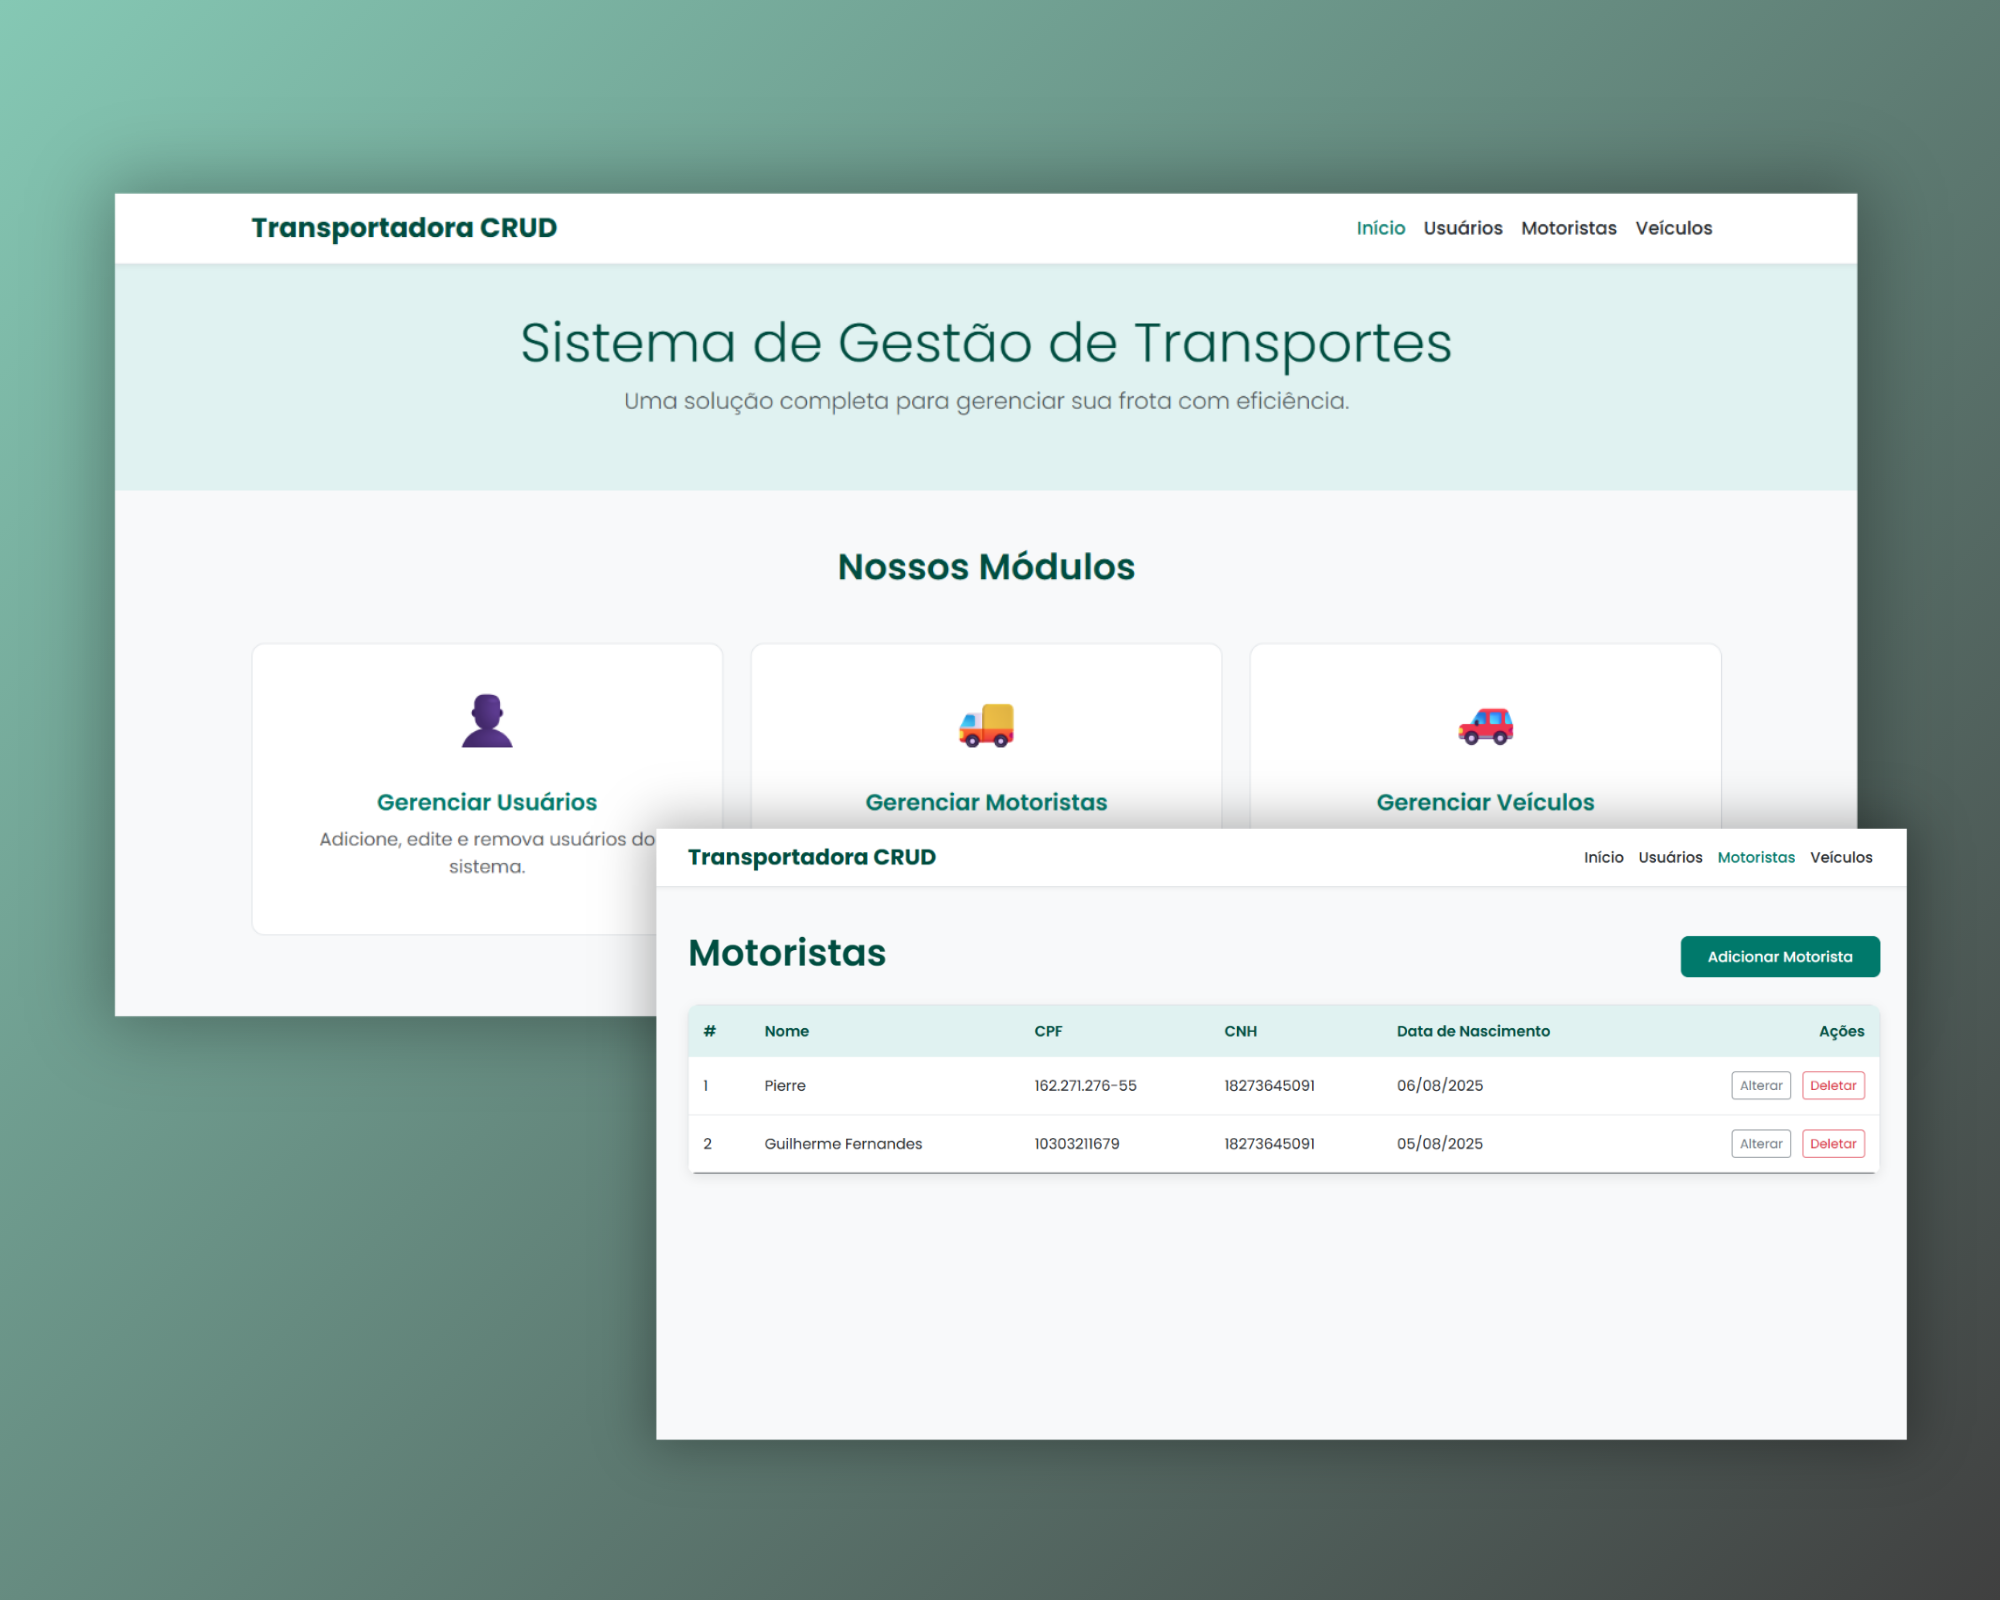 Transportadora CRUD
Início Usuários Motoristas Veículos
Sistema de Gestão de Transportes
Uma solução completa para gerenciar sua frota com eficiência.
Nossos Módulos
Gerenciar Usuários
Adicione, edite e remova usuários do
sistema.
Gerenciar Motoristas
Gerenciar Veículos
Transportadora CRUD
Início Usuários Motoristas Veículos
Motoristas
Adicionar Motorista
# Nome CPF CNH Data de Nascimento Ações
1 Pierre 162.271.276-55 18273645091 06/08/2025 Alterar Deletar
2 Guilherme Fernandes 10303211679 18273645091 05/08/2025 Alterar Deletar